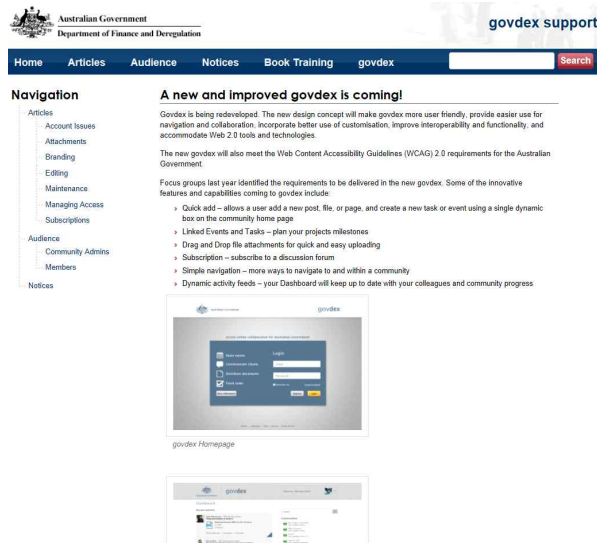 Australian Government
Department of Finance and Deregulation
govdex support
Home Articles Audience Notices Book Training govdex Search
Navigation
Articles
Account Issues
Attachments
Branding
Editing
Maintenance
Managing Access
Subscriptions
Audience
Community Admins
Members
Notices
A new and improved govdex is coming!
Govdex is being redeveloped. The new design concept will make govdex more user friendly, provide easier use for
navigation and collaboration, incorporate better use of customisation, improve interoperability and functionality, and
accommodate Web 2.0 tools and technologies.
The new govdex will also meet the Web Content Accessibility Guidelines (WCAG) 2.0 requirements for the Australian
Government.
Focus groups last year identified the requirements to be delivered in the new govdex. Some of the innovative
features and capabilities coming to govdex include:
Quick add – allows a user add a new post, file, or page, and create a new task or event using a single dynamic
box on the community home page
Linked Events and Tasks – plan your projects milestones
Drag and Drop file attachments for quick and easy uploading
Subscription – subscribe to a discussion forum
Simple navigation – more ways to navigate to and within a community
Dynamic activity feeds – your Dashboard will keep up to date with your colleagues and community progress
govdex
Login
govdex Homepage
govdex